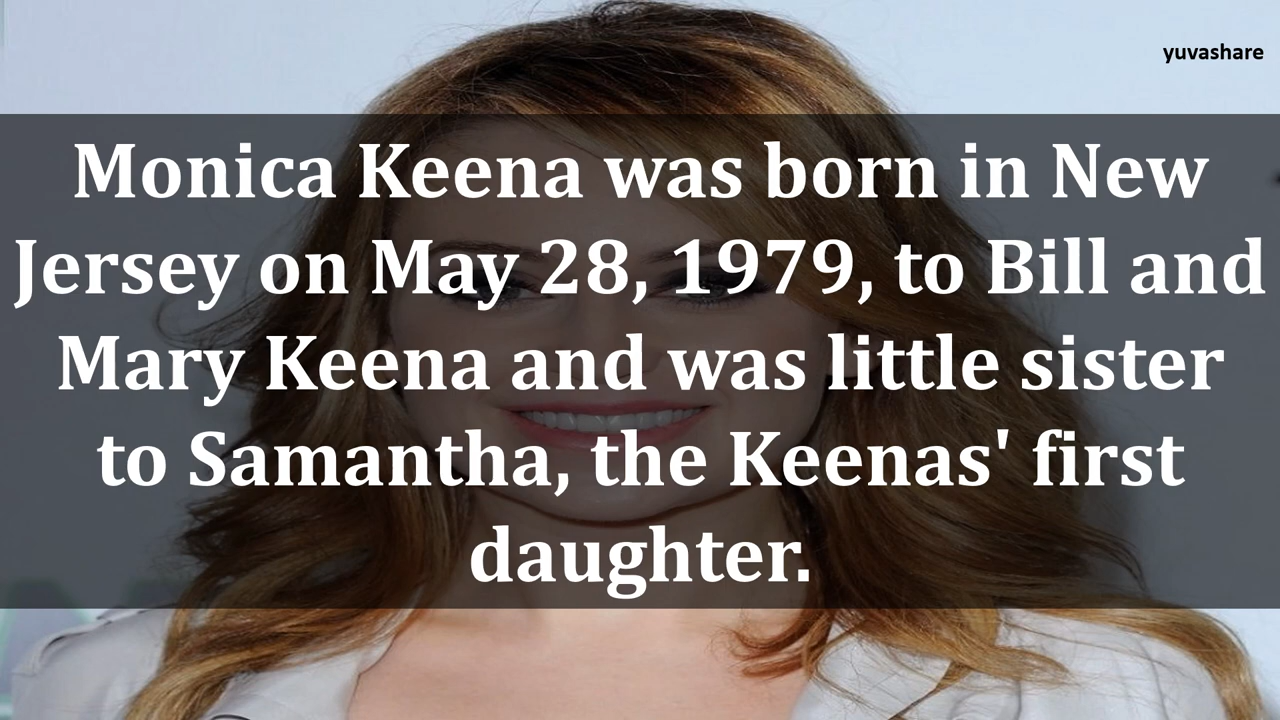 yuvashare
Monica Keena was born in New
Jersey on May 28, 1979, to Bill and
Mary Keena and was little sister
to Samantha, the Keenas' first
daughter.